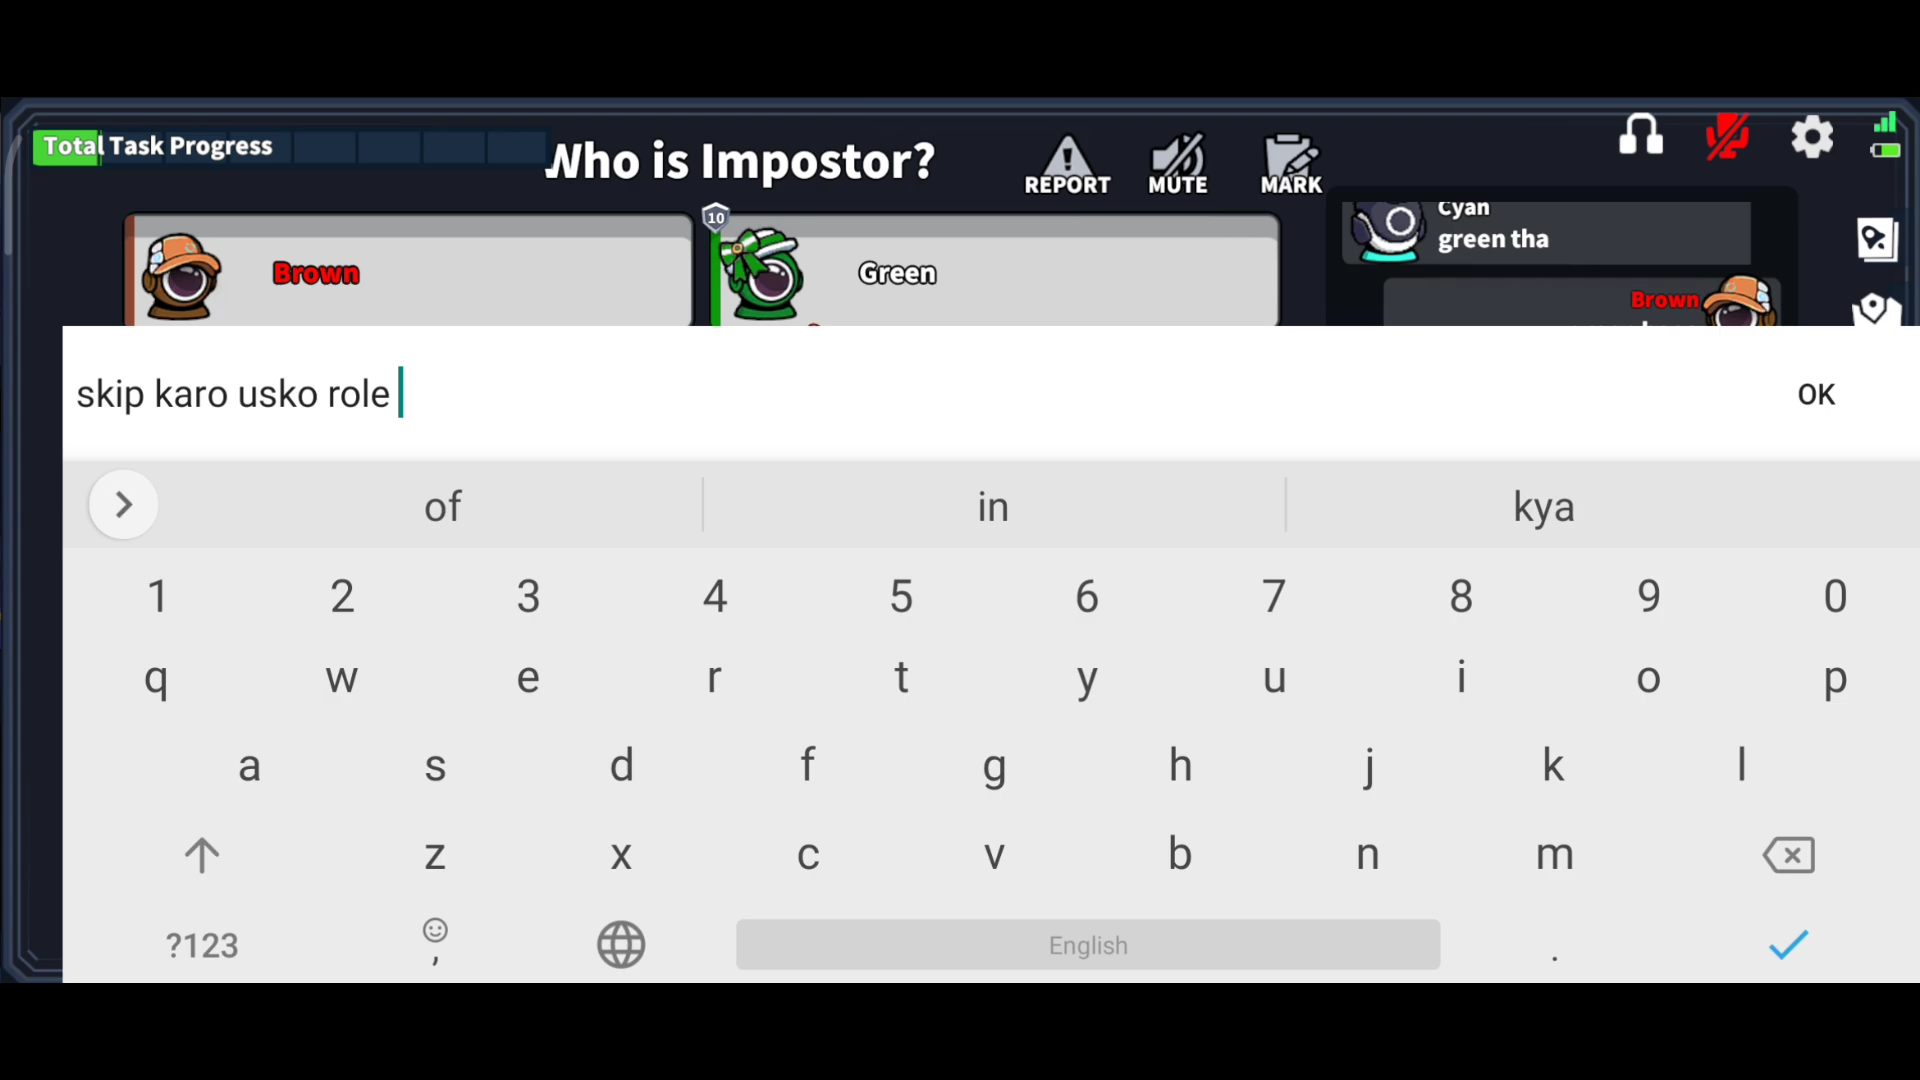 Total Task Progress
Who is Impostor?
REPORT
MUTE
MARK
10
Brown
Green
Cyan
green tha
Brown
skip karo usko role
OK
of in kya
1 2 3 4 5 6 7 8 9 0
q w e r t y u i o p
a s d f g h j k l
z x c v b n m
?123 , English .